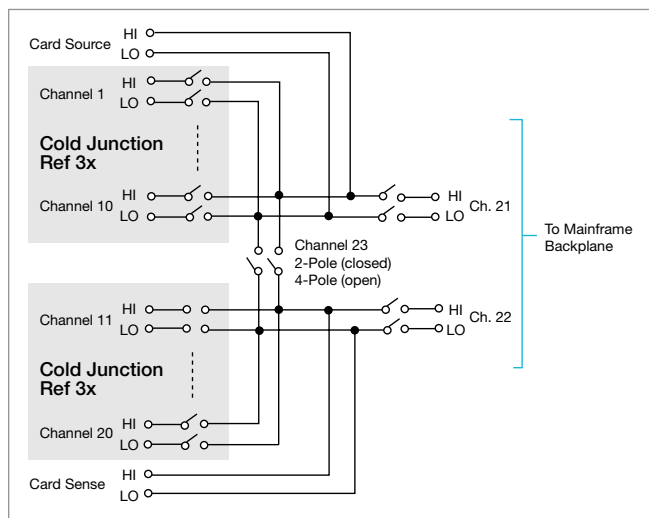 Card Source
HI
LO
Channel 1
HI
LO
Cold Junction
Ref 3x
Channel 10
HI
LO
HI
LO
Ch. 21
To Mainframe
Backplane
Channel 23
2-Pole (closed)
4-Pole (open)
Channel 11
HI
LO
HI
LO
Ch. 22
Cold Junction
Ref 3x
Channel 20
HI
LO
Card Sense
HI
LO